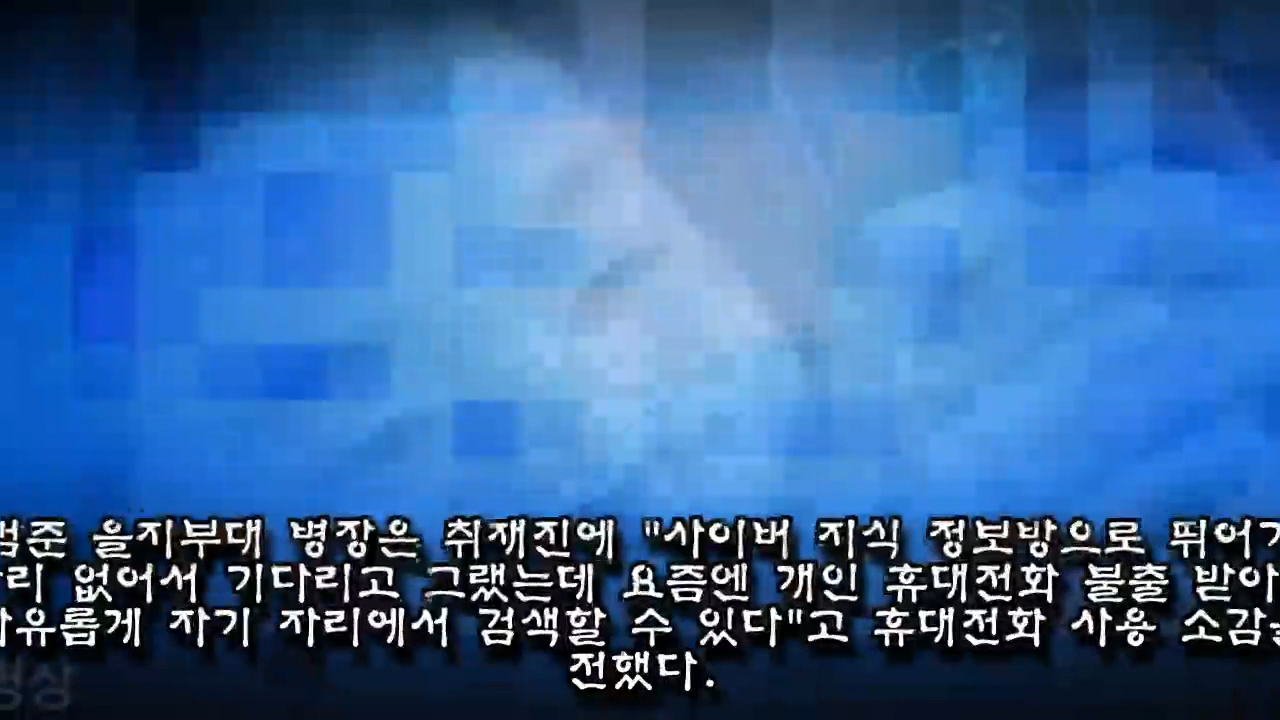 범준 을지부대 병장은 취재진에 "사이버 지식 정보방으로 뛰어가
없어서 기다리고 그랬는데 요즘엔 개인 휴대전화 불출 받아
자유롭게 자기 자리에서 검색할 수 있다"고 휴대전화 사용 소감을
전했다.
영상